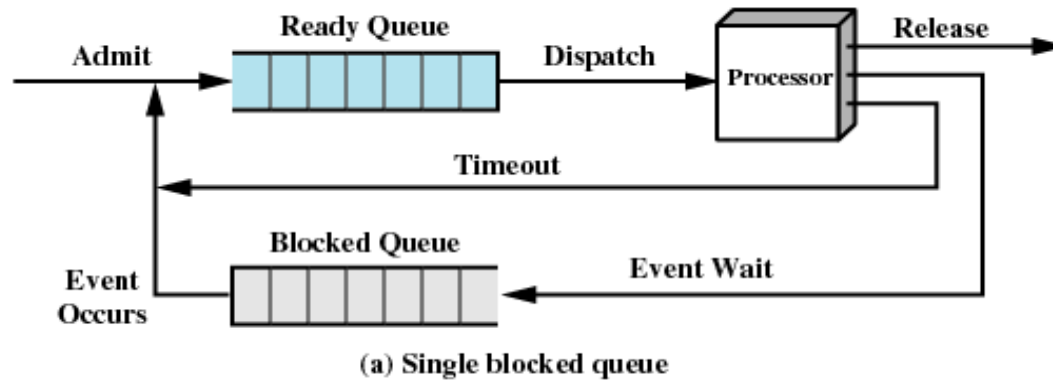 Ready Queue
Release
Admit
Dispatch
Processor
Timeout
Blocked Queue
Event Wait
Event
Occurs
(a) Single blocked queue